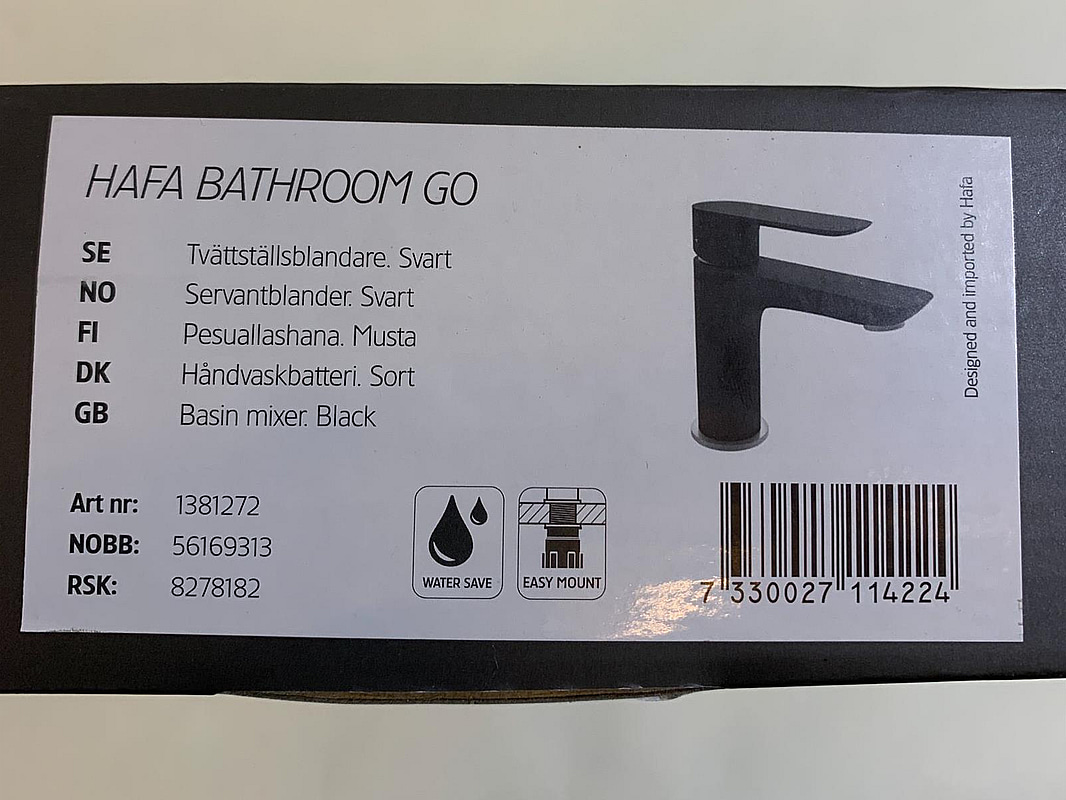 HAFA BATHROOM GO
SE Tvättställsblandare. Svart
NO Servantblander. Svart
FI Pesuallashana. Musta
DK Håndvaskbatteri. Sort
GB Basin mixer. Black
Art nr: 1381272
NOBB: 56169313
RSK: 8278182
WATER SAVE
EASY MOUNT
Designed and imported by Hafa
7 330027 114224